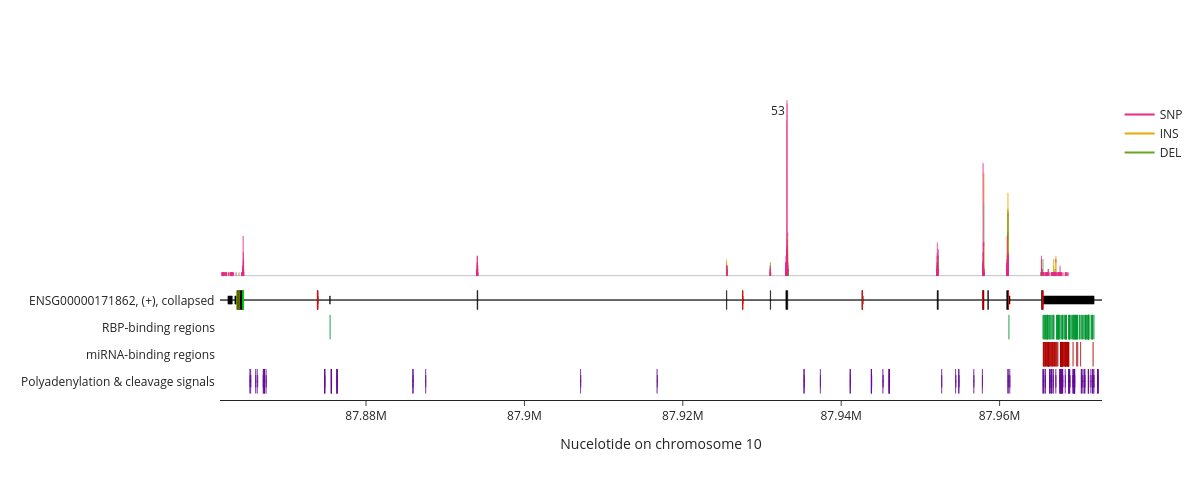 53
SNP
INS
DEL
ENSG00000171862, (+), collapsed
RBP-binding regions
miRNA-binding regions
Polyadenylation & cleavage signals
87.88M 87.9M 87.92M 87.94M 87.96M
Nucelotide on chromosome 10